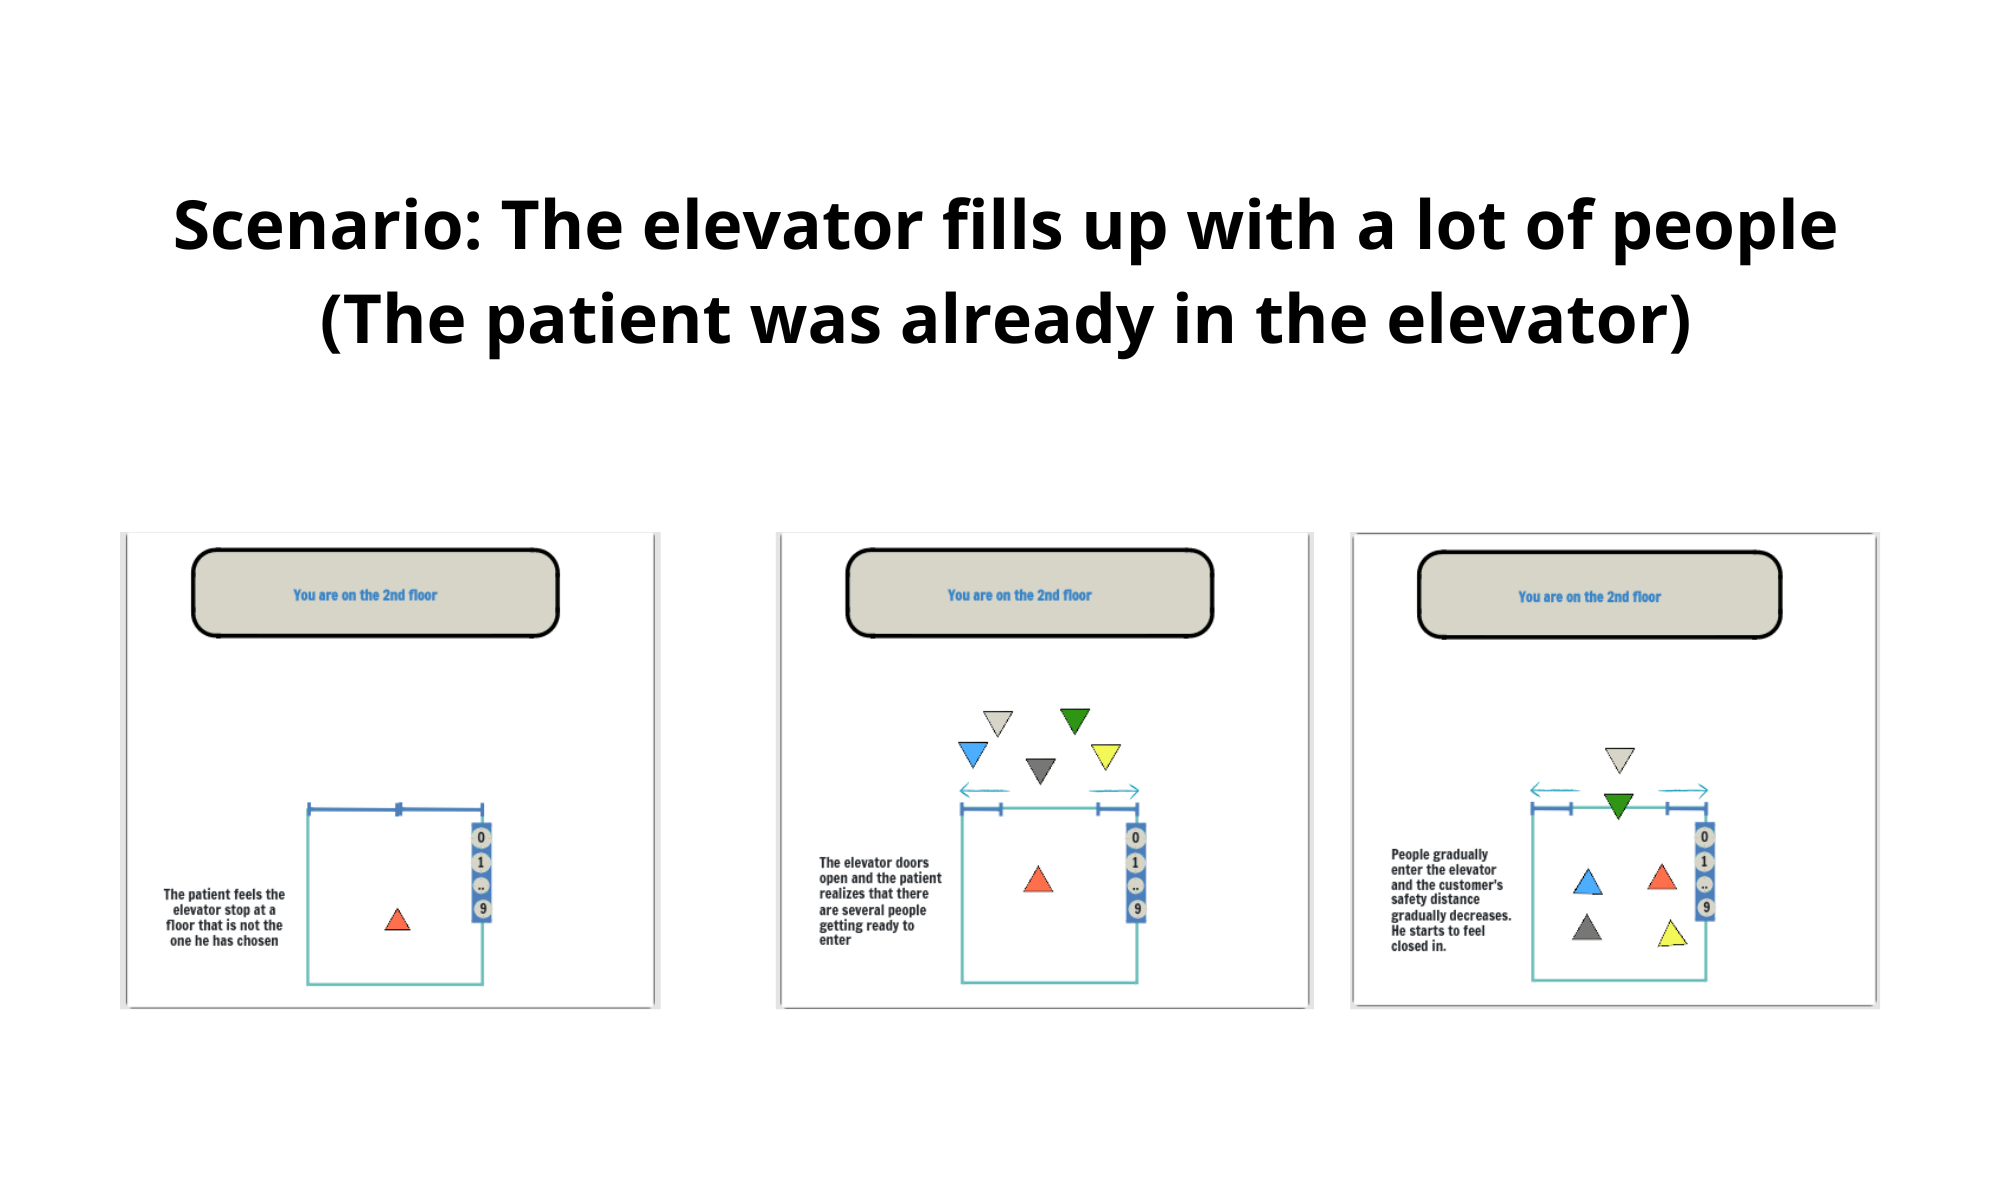 Scenario: The elevator fills up with a lot of people
(The patient was already in the elevator)
You are on the 2nd floor
0
1
..
9
The patient feels the
elevator stop at a
floor that is not the
one he has chosen
You are on the 2nd floor
0
1
..
9
The elevator doors
open and the patient
realizes that there
are several people
getting ready to
enter
You are on the 2nd floor
0
1
..
9
People gradually
enter the elevator
and the customer's
safety distance
gradually decreases.
He starts to feel
closed in.